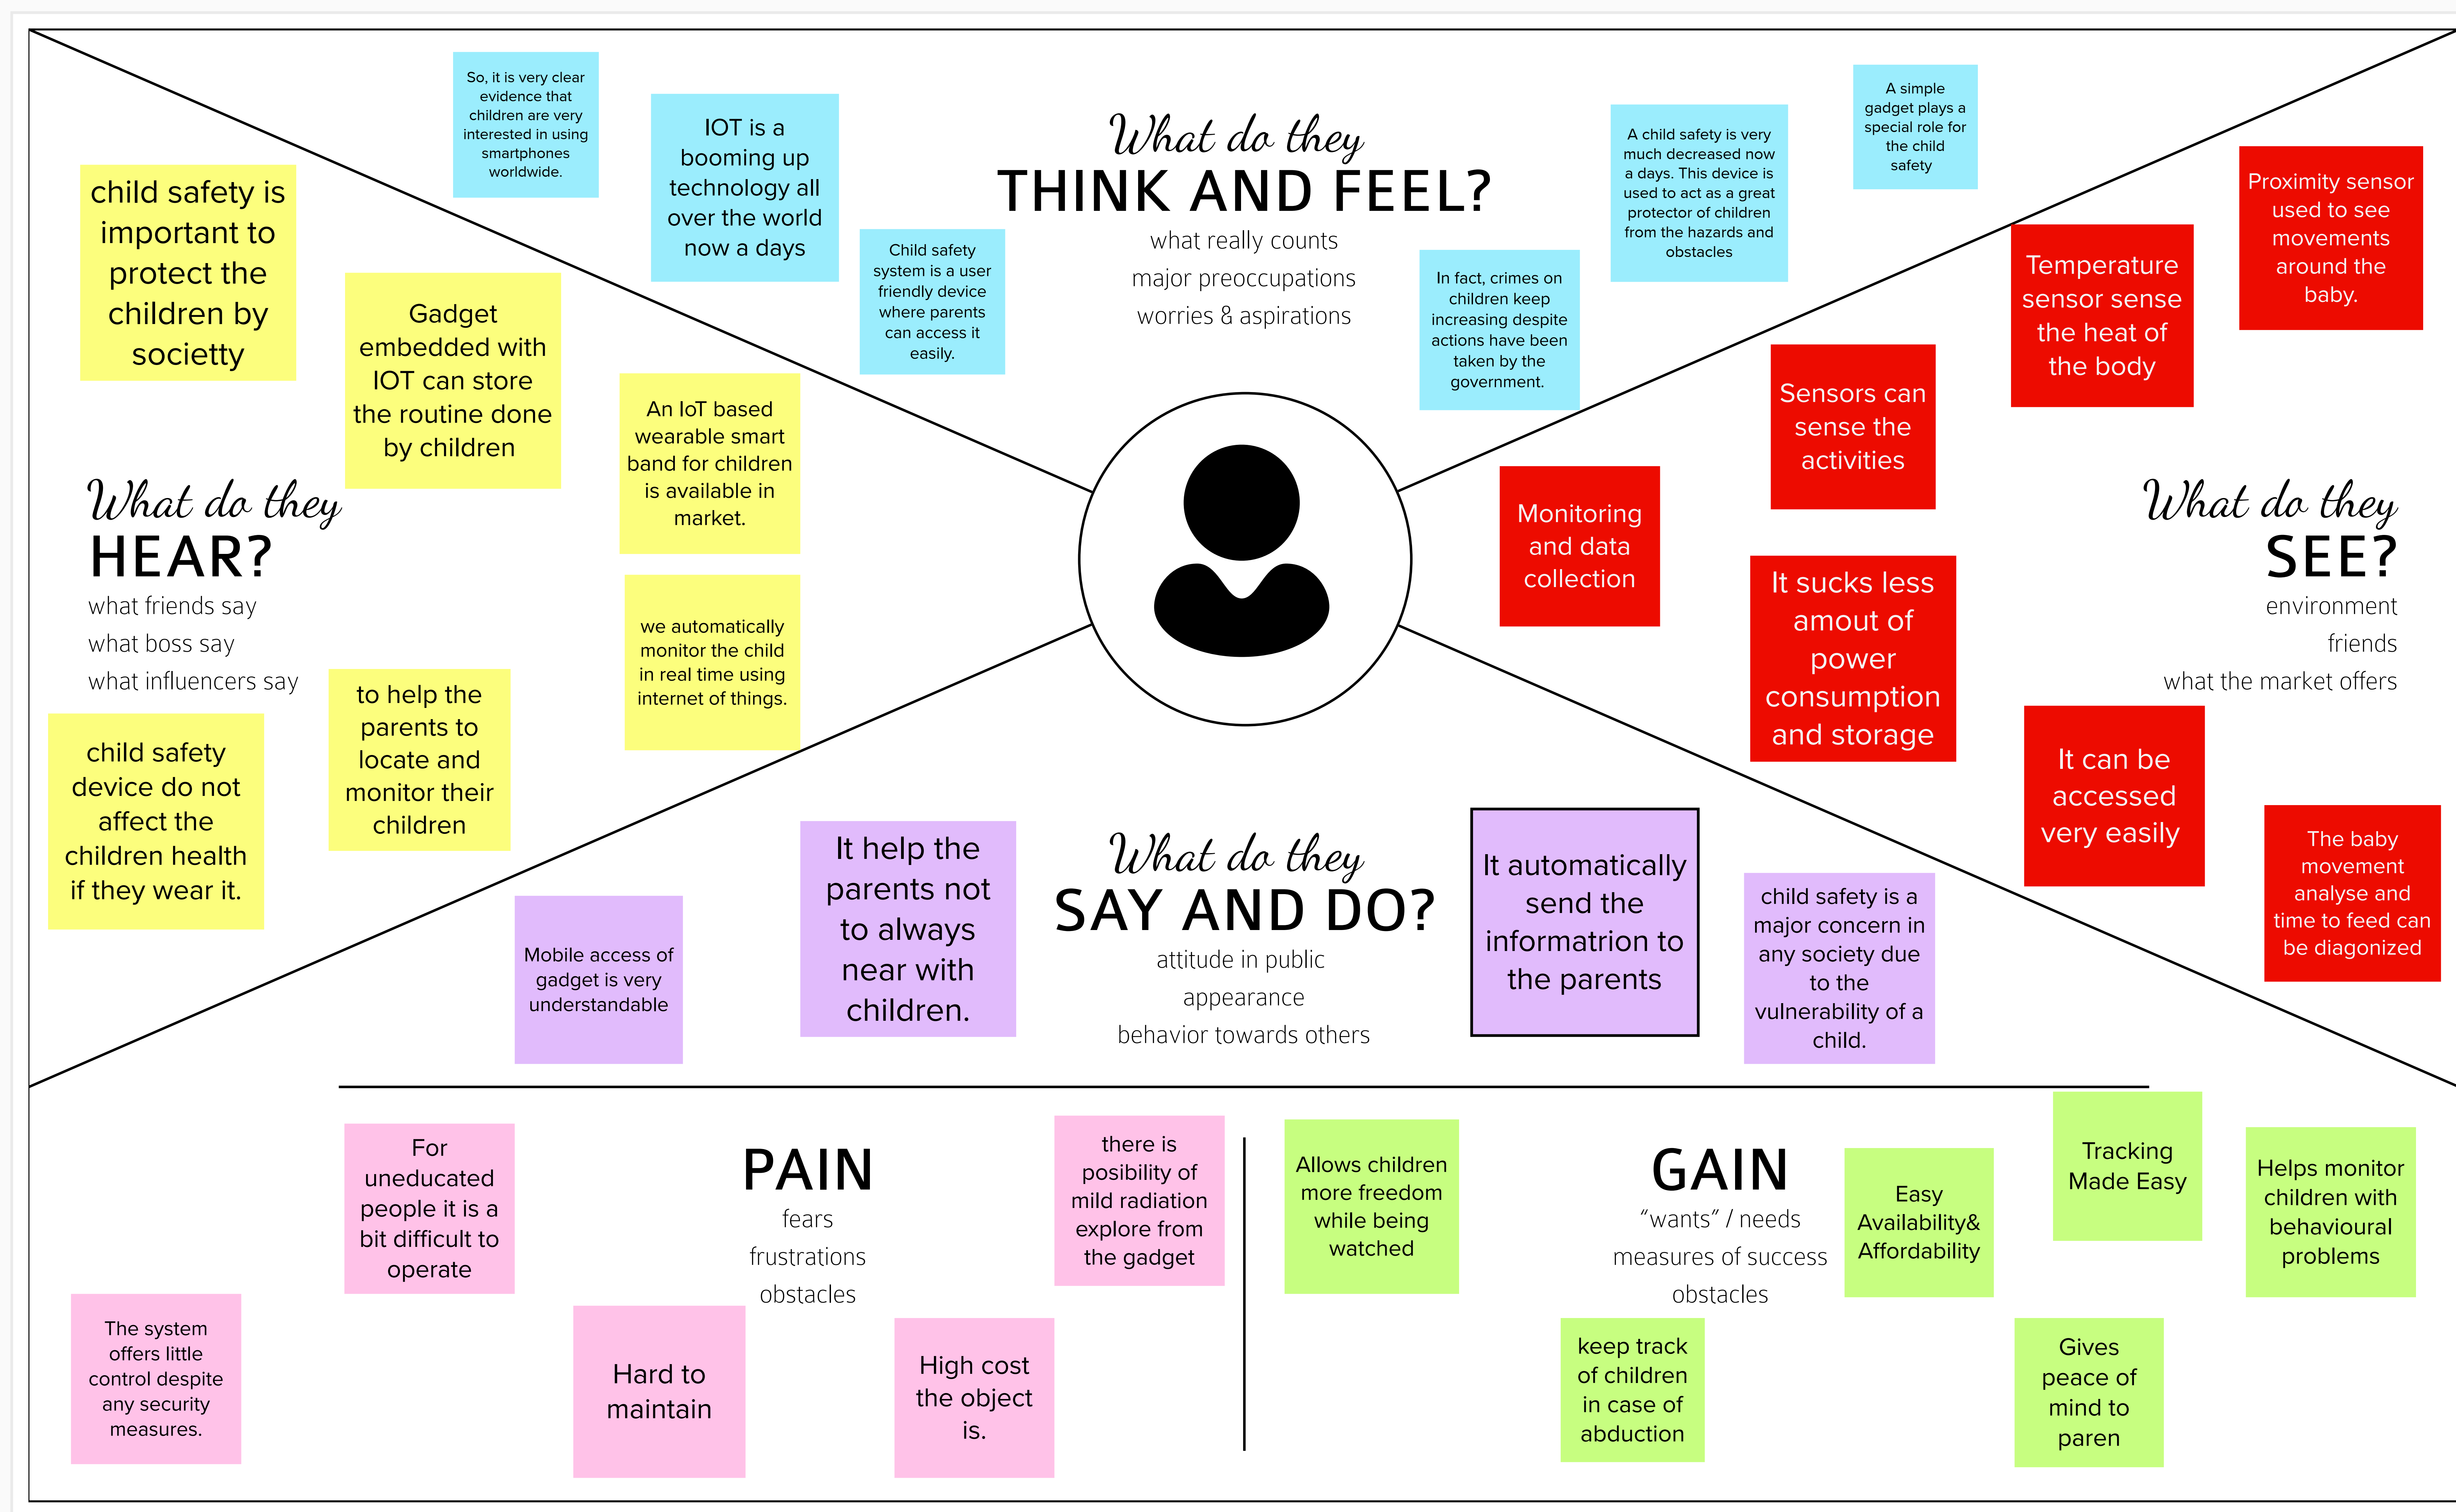 So, it is very clear
evidence that
children are very
interested in using
smartphones
worldwide.
IOT is a
booming up
technology all
over the world
now a days
Child safety
system is a user
friendly device
where parents
can access it
easily.
What do they
THINK AND FEEL?
what really counts
major preoccupations
worries & aspirations
In fact, crimes on
children keep
increasing despite
actions have been
taken by the
government.
A child safety is very
much decreased now
a days. This device is
used to act as a great
protector of children
from the hazards and
obstacles
A simple
gadget plays a
special role for
the child
safety
child safety is
important to
protect the
children by
societty
Gadget
embedded with
IOT can store
the routine done
by children
An IoT based
wearable smart
band for children
is available in
market.
What do they
HEAR?
what friends say
what boss say
what influencers say
we automatically
monitor the child
in real time using
internet of things.
to help the
parents to
locate and
monitor their
children
child safety
device do not
affect the
children health
if they wear it.
Proximity sensor
used to see
movements
around the
baby.
Temperature
sensor sense
the heat of
the body
Sensors can
sense the
activities
Monitoring
and data
collection
What do they
SEE?
environment
friends
what the market offers
It sucks less
amout of
power
consumption
and storage
It can be
accessed
very easily
The baby
movement
analyse and
time to feed can
be diagonized
Mobile access of
gadget is very
understandable
It help the
parents not
to always
near with
children.
What do they
SAY AND DO?
attitude in public
appearance
behavior towards others
It automatically
send the
informatrion to
the parents
child safety is a
major concern in
any society due
to the
vulnerability of a
child.
PAIN
fears
frustrations
obstacles
For
uneducated
people it is a
bit difficult to
operate
there is
posibility of
mild radiation
explore from
the gadget
The system
offers little
control despite
any security
measures.
Hard to
maintain
High cost
the object
is.
GAIN
“wants” / needs
measures of success
obstacles
Allows children
more freedom
while being
watched
Easy
Availability&
Affordability
Tracking
Made Easy
Helps monitor
children with
behavioural
problems
keep track
of children
in case of
abduction
Gives
peace of
mind to
paren